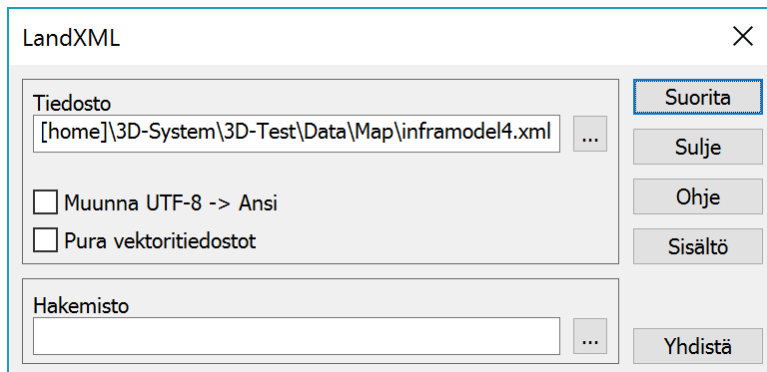 LandXML
Tiedosto
[home]\3D-System\3D-Test\Data\Map\inframodel4.xml
...
Muunna UTF-8 -> Ansi
Pura vektoritiedostot
Hakemisto
...
Suorita
Sulje
Ohje
Sisältö
Yhdistä